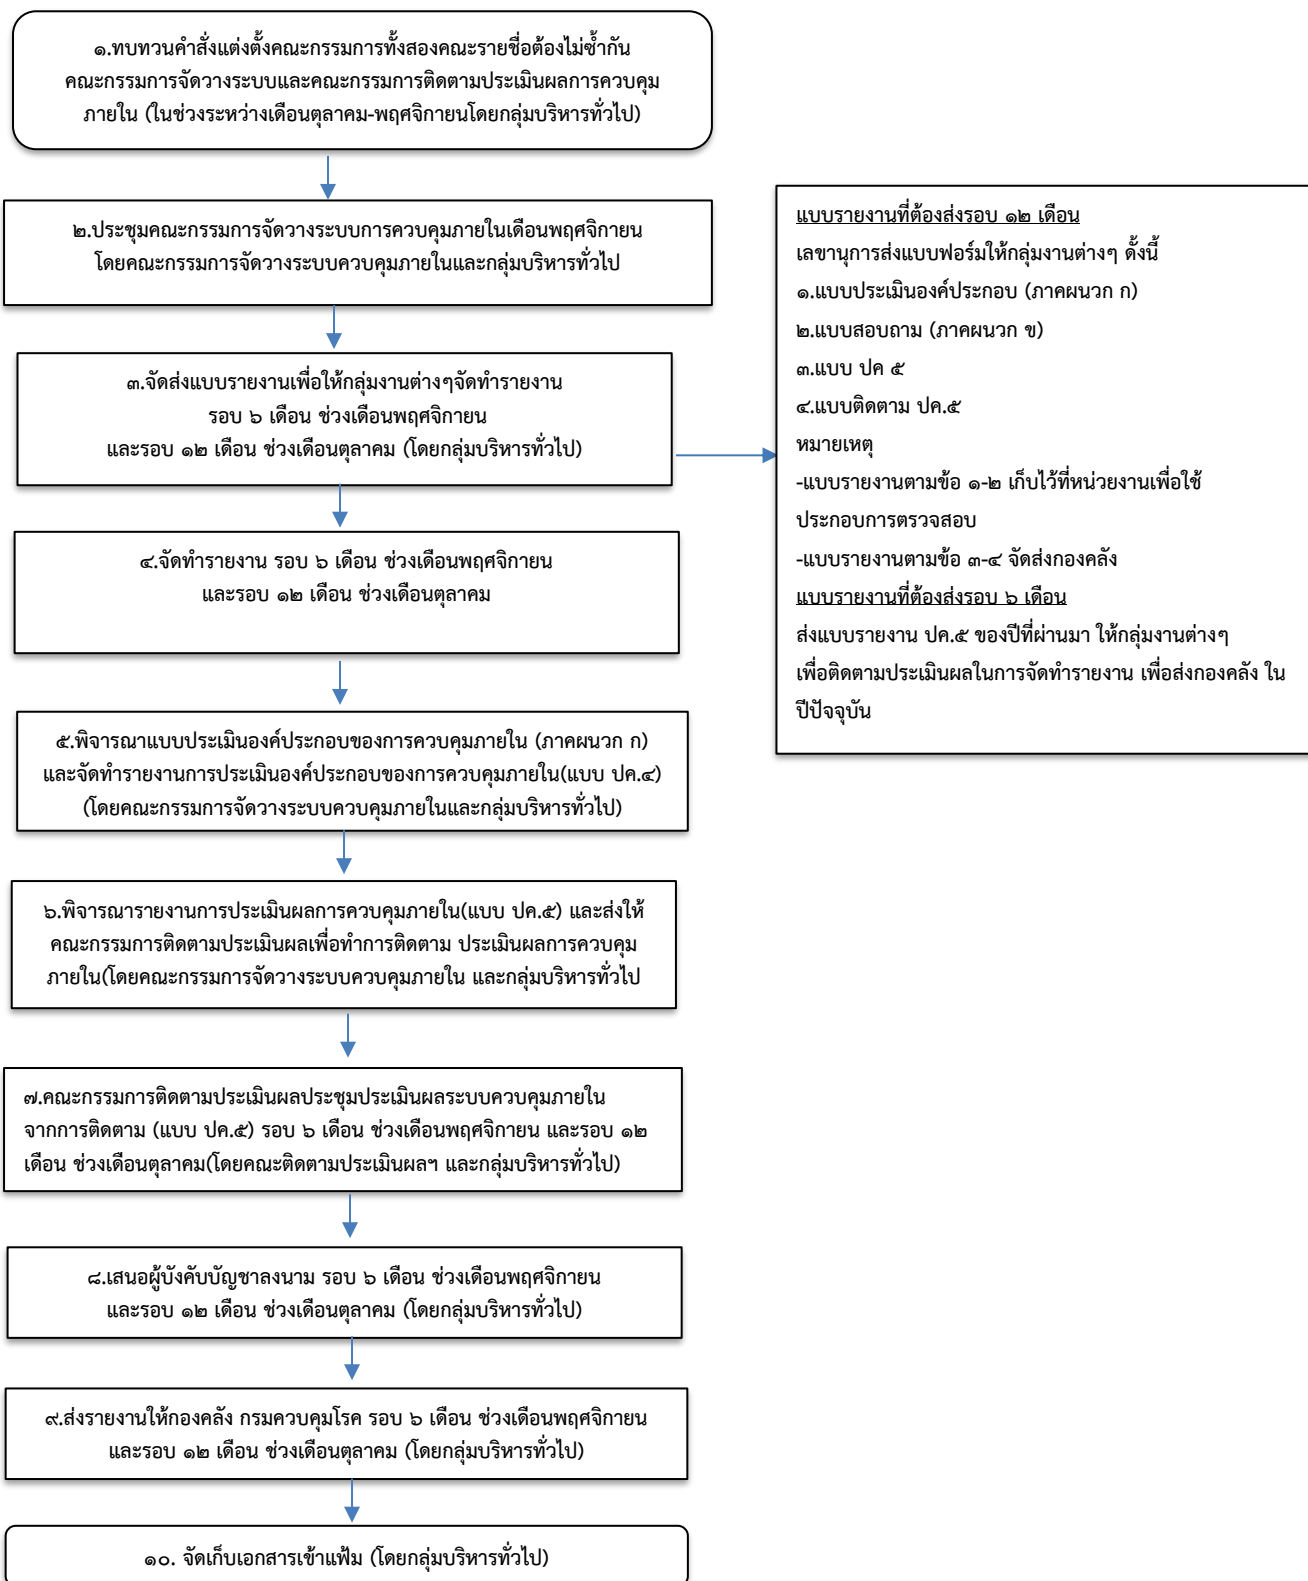 ๑.ทบทวนคำสั่งแต่งตั้งคณะกรรมการทั้งสองคณะรายชื่อต้องไม่ซ้ำกัน
คณะกรรมการจัดวางระบบและคณะกรรมการติดตามประเมินผลการควบคุม
ภายใน (ในช่วงระหว่างเดือนตุลาคม-พฤศจิกายนโดยกลุ่มบริหารทั่วไป)
๒.ประชุมคณะกรรมการจัดวางระบบการควบคุมภายในเดือนพฤศจิกายน
โดยคณะกรรมการจัดวางระบบควบคุมภายในและกลุ่มบริหารทั่วไป
๓.จัดส่งแบบรายงานเพื่อให้กลุ่มงานต่างๆจัดทำรายงาน
รอบ ๖ เดือน ช่วงเดือนพฤศจิกายน
และรอบ ๑๒ เดือน ช่วงเดือนตุลาคม (โดยกลุ่มบริหารทั่วไป)
แบบรายงานที่ต้องส่งรอบ ๑๒ เดือน
เลขานุการส่งแบบฟอร์มให้กลุ่มงานต่างๆ ดั้งนี้
๑.แบบประเมินองค์ประกอบ (ภาคผนวก ก)
๒.แบบสอบถาม (ภาคผนวก ข)
๓.แบบ ปค ๕
๔.แบบติดตาม ปค.๕
หมายเหตุ
-แบบรายงานตามข้อ ๑-๒ เก็บไว้ที่หน่วยงานเพื่อใช้
ประกอบการตรวจสอบ
-แบบรายงานตามข้อ ๓-๔ จัดส่งกองคลัง
แบบรายงานที่ต้องส่งรอบ ๖ เดือน
ส่งแบบรายงาน ปค.๕ ของปีที่ผ่านมา ให้กลุ่มงานต่างๆ
เพื่อติดตามประเมินผลในการจัดทำรายงาน เพื่อส่งกองคลัง ใน
ปีปัจจุบัน
๔.จัดทำรายงาน รอบ ๖ เดือน ช่วงเดือนพฤศจิกายน
และรอบ ๑๒ เดือน ช่วงเดือนตุลาคม
๕.พิจารณาแบบประเมินองค์ประกอบของการควบคุมภายใน (ภาคผนวก ก)
และจัดทำรายงานการประเมินองค์ประกอบของการควบคุมภายใน(แบบ ปค.๔)
(โดยคณะกรรมการจัดวางระบบควบคุมภายในและกลุ่มบริหารทั่วไป)
๖.พิจารณารายงานการประเมินผลการควบคุมภายใน(แบบ ปค.๕) และส่งให้
คณะกรรมการติดตามประเมินผลเพื่อทำการติดตาม ประเมินผลการควบคุม
ภายใน(โดยคณะกรรมการจัดวางระบบควบคุมภายใน และกลุ่มบริหารทั่วไป
๗.คณะกรรมการติดตามประเมินผลประชุมประเมินผลระบบควบคุมภายใน
จากการติดตาม (แบบ ปค.๕) รอบ ๖ เดือน ช่วงเดือนพฤศจิกายน และรอบ ๑๒
เดือน ช่วงเดือนตุลาคม(โดยคณะติดตามประเมินผลฯ และกลุ่มบริหารทั่วไป)
๘.เสนอผู้บังคับบัญชาลงนาม รอบ ๖ เดือน ช่วงเดือนพฤศจิกายน
และรอบ ๑๒ เดือน ช่วงเดือนตุลาคม (โดยกลุ่มบริหารทั่วไป)
๙.ส่งรายงานให้กองคลัง กรมควบคุมโรค รอบ ๖ เดือน ช่วงเดือนพฤศจิกายน
และรอบ ๑๒ เดือน ช่วงเดือนตุลาคม (โดยกลุ่มบริหารทั่วไป)
๑๐. จัดเก็บเอกสารเข้าแฟ้ม (โดยกลุ่มบริหารทั่วไป)